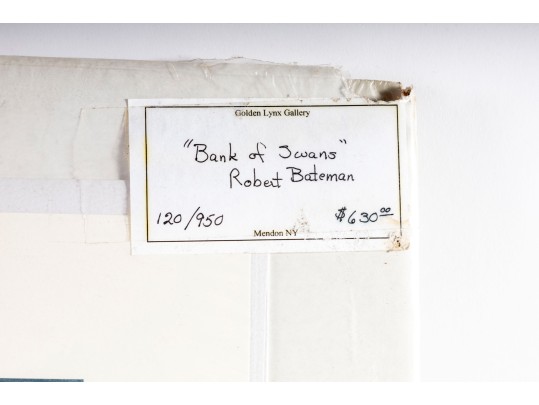 Golden Lynx Gallery
"Bank of Swans"
Robert Bateman
120/950 $630.00
Mendon NY